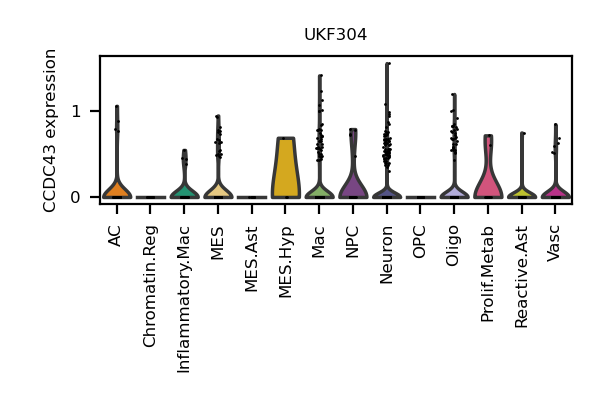 UKF304
CCDC43 expression
1
0
AC
Chromatin.Reg
Inflammatory.Mac
MES
MES.Ast
MES.Hyp
Mac
NPC
Neuron
OPC
Oligo
Prolif.Metab
Reactive.Ast
Vasc